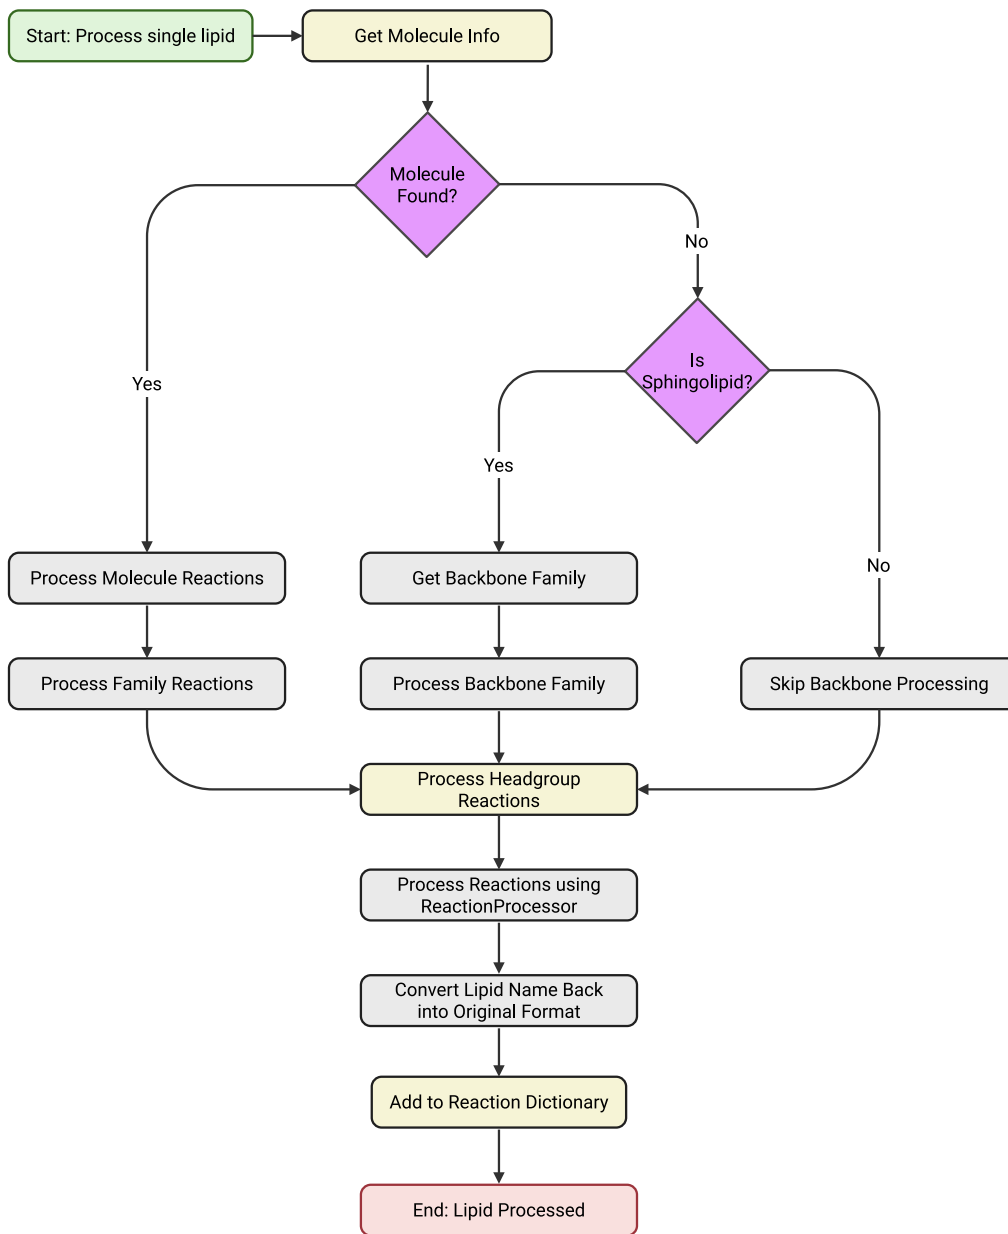 Start: Process single lipid
Get Molecule Info
Molecule
Found?
No
Is
Sphingolipid?
Yes
Yes
No
Process Molecule Reactions
Get Backbone Family
Process Family Reactions
Process Backbone Family
Skip Backbone Processing
Process Headgroup
Reactions
Process Reactions using
ReactionProcessor
Convert Lipid Name Back
into Original Format
Add to Reaction Dictionary
End: Lipid Processed